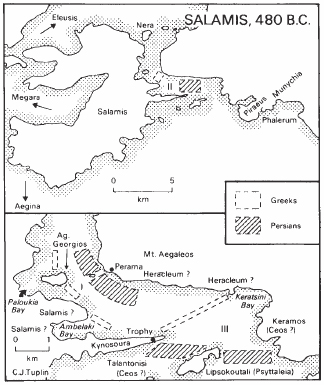 SALAMIS, 480 B.C.
Eleusis
Nera
II
Megara
Salamis
B
Piraeus
Munychia
Phalerum
0 5
km
Aegina
Greeks
Persians
Ag.
Georgios
Mt. Aegaleos
Perama
Heracleum ?
Heracleum ?
Keratsini
Bay
Paloukia
Bay
Salamis ?
Ambelaki
Bay
Trophy
III
Keramos
(Ceos ?)
Salamis ?
0 1
km
Kynosoura
Talantonisi
(Ceos ?)
Lipsokoutali (Psyttaleia)
C.J.Tuplin